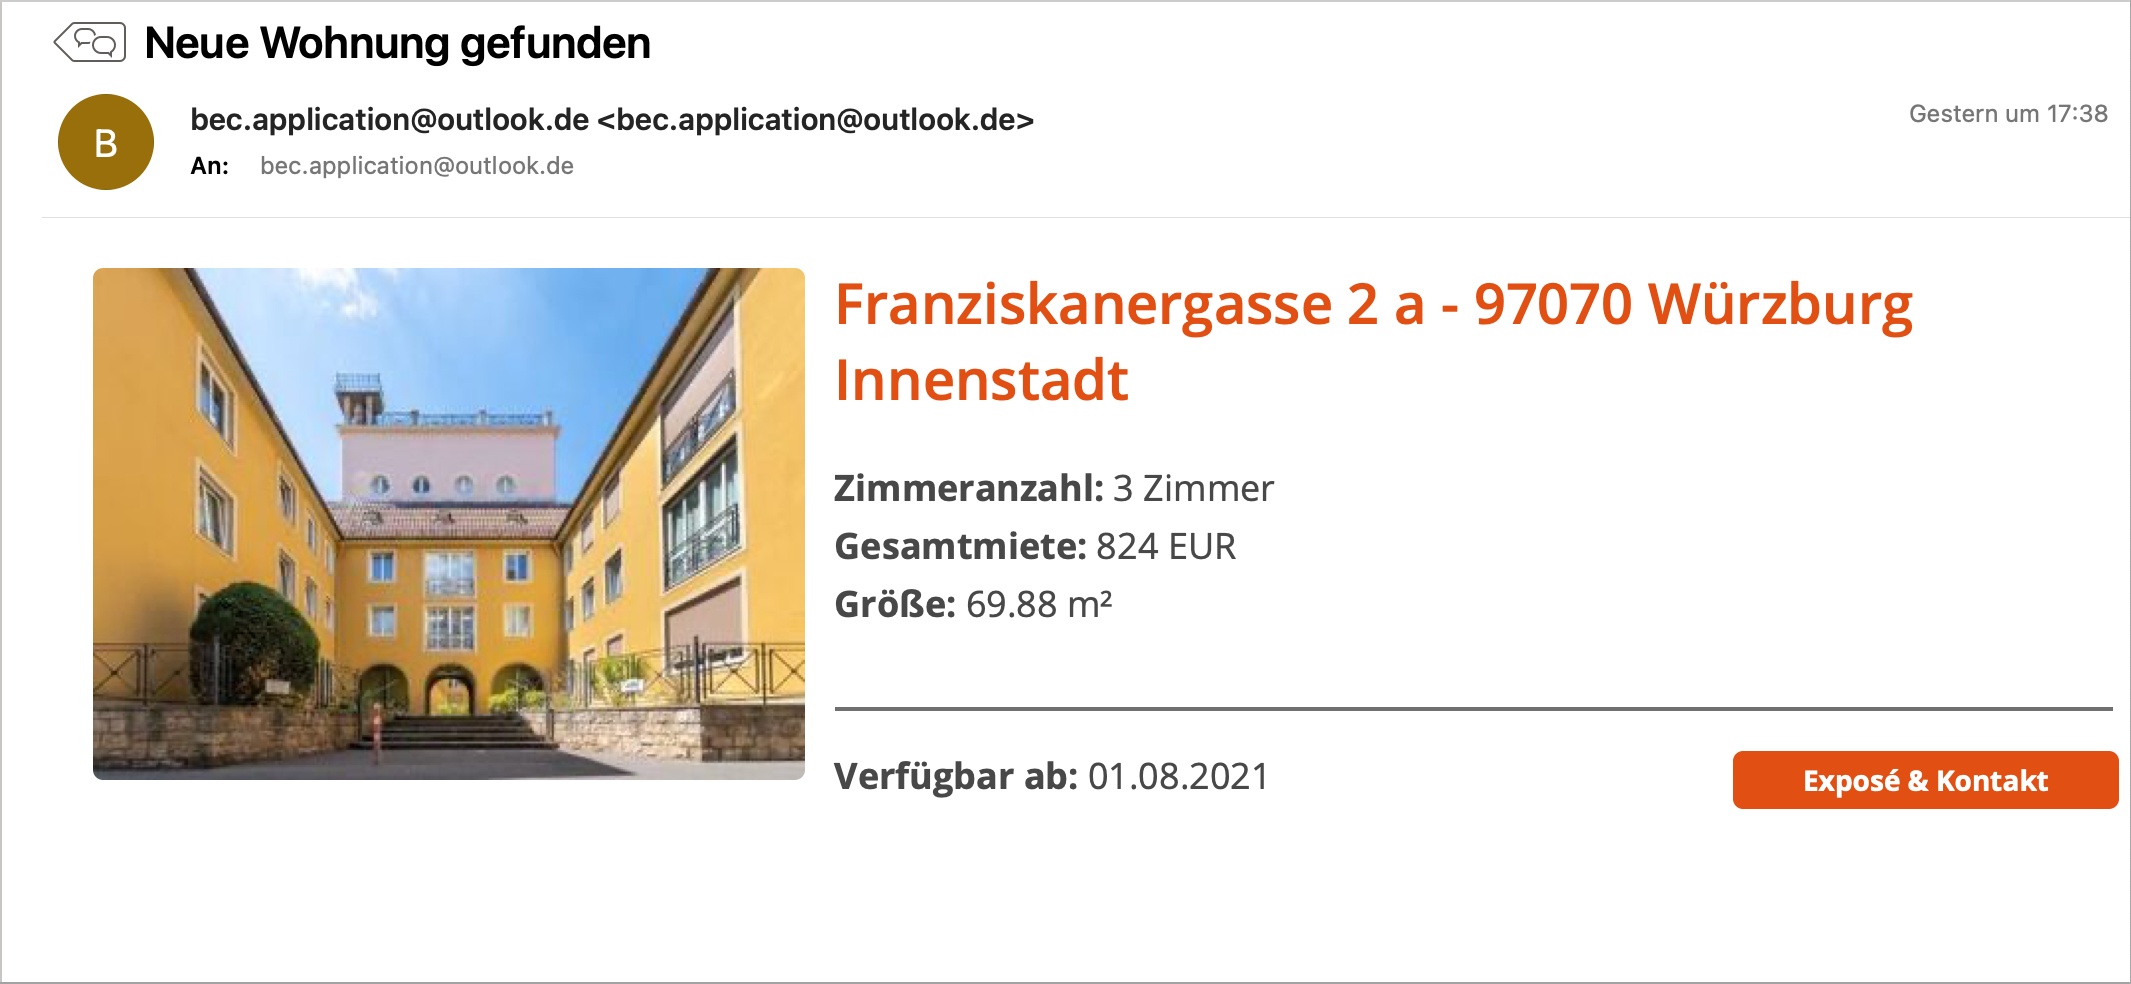 Neue Wohnung gefunden
B
bec.application@outlook.de <bec.application@outlook.de>
Gestern um 17:38
An: bec.application@outlook.de
Franziskanergasse 2 a - 97070 Würzburg
Innenstadt
Zimmeranzahl: 3 Zimmer
Gesamtmiete: 824 EUR
Größe: 69.88 m²
Verfügbar ab: 01.08.2021
Exposé & Kontakt